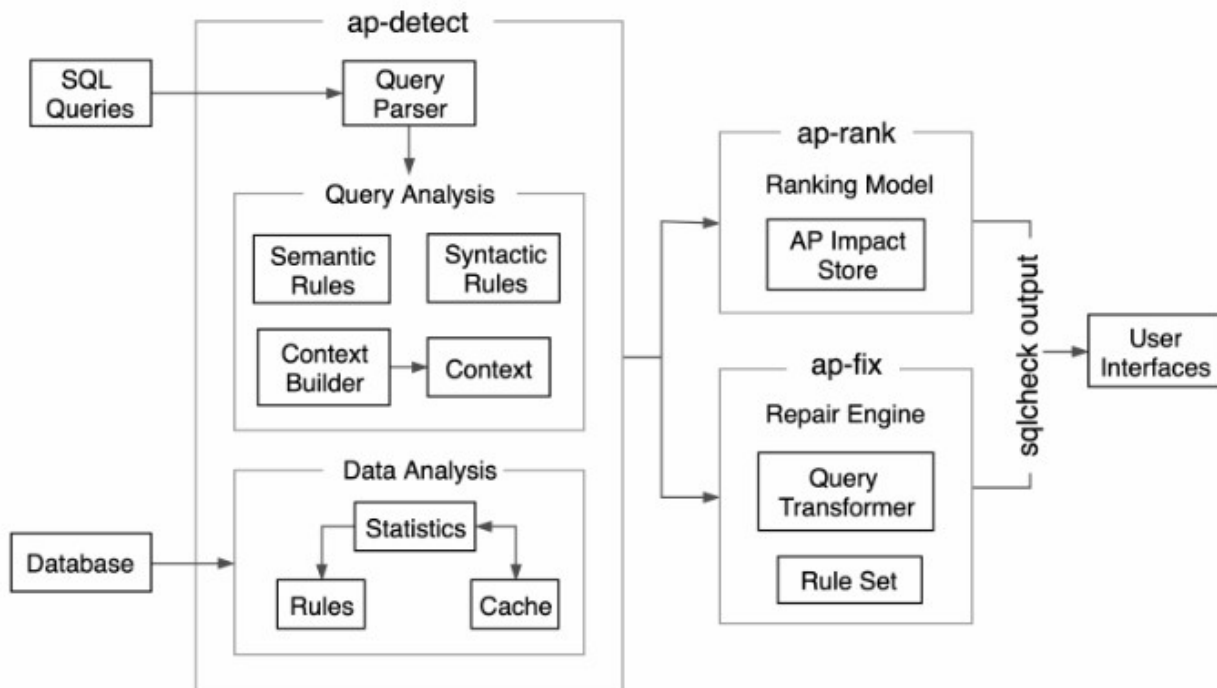 ap-detect
SQL
Queries
Query
Parser
Query Analysis
Semantic
Rules
Syntactic
Rules
Context
Builder
Context
Data Analysis
Statistics
Rules
Cache
Database
ap-rank
Ranking Model
AP Impact
Store
ap-fix
Repair Engine
Query
Transformer
Rule Set
sqlcheck output
User
Interfaces